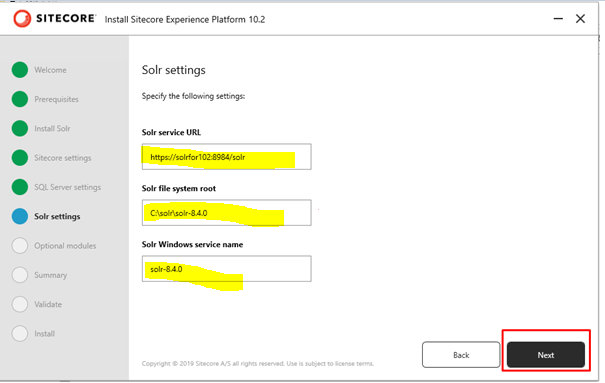 SITECORE Install Sitecore Experience Platform 10.2
Welcome
Prerequisites
Install Solr
Sitecore settings
SQL Server settings
Solr settings
Optional modules
Summary
Validate
Install
Solr settings
Specify the following settings:
Solr service URL
https://solrfor102:8984/solr
Solr file system root
C:\solr\solr-8.4.0
Solr Windows service name
solr-8.4.0
Back
Next
Copyright © 2019 Sitecore A/S all rights reserved. Use is subject to license terms.